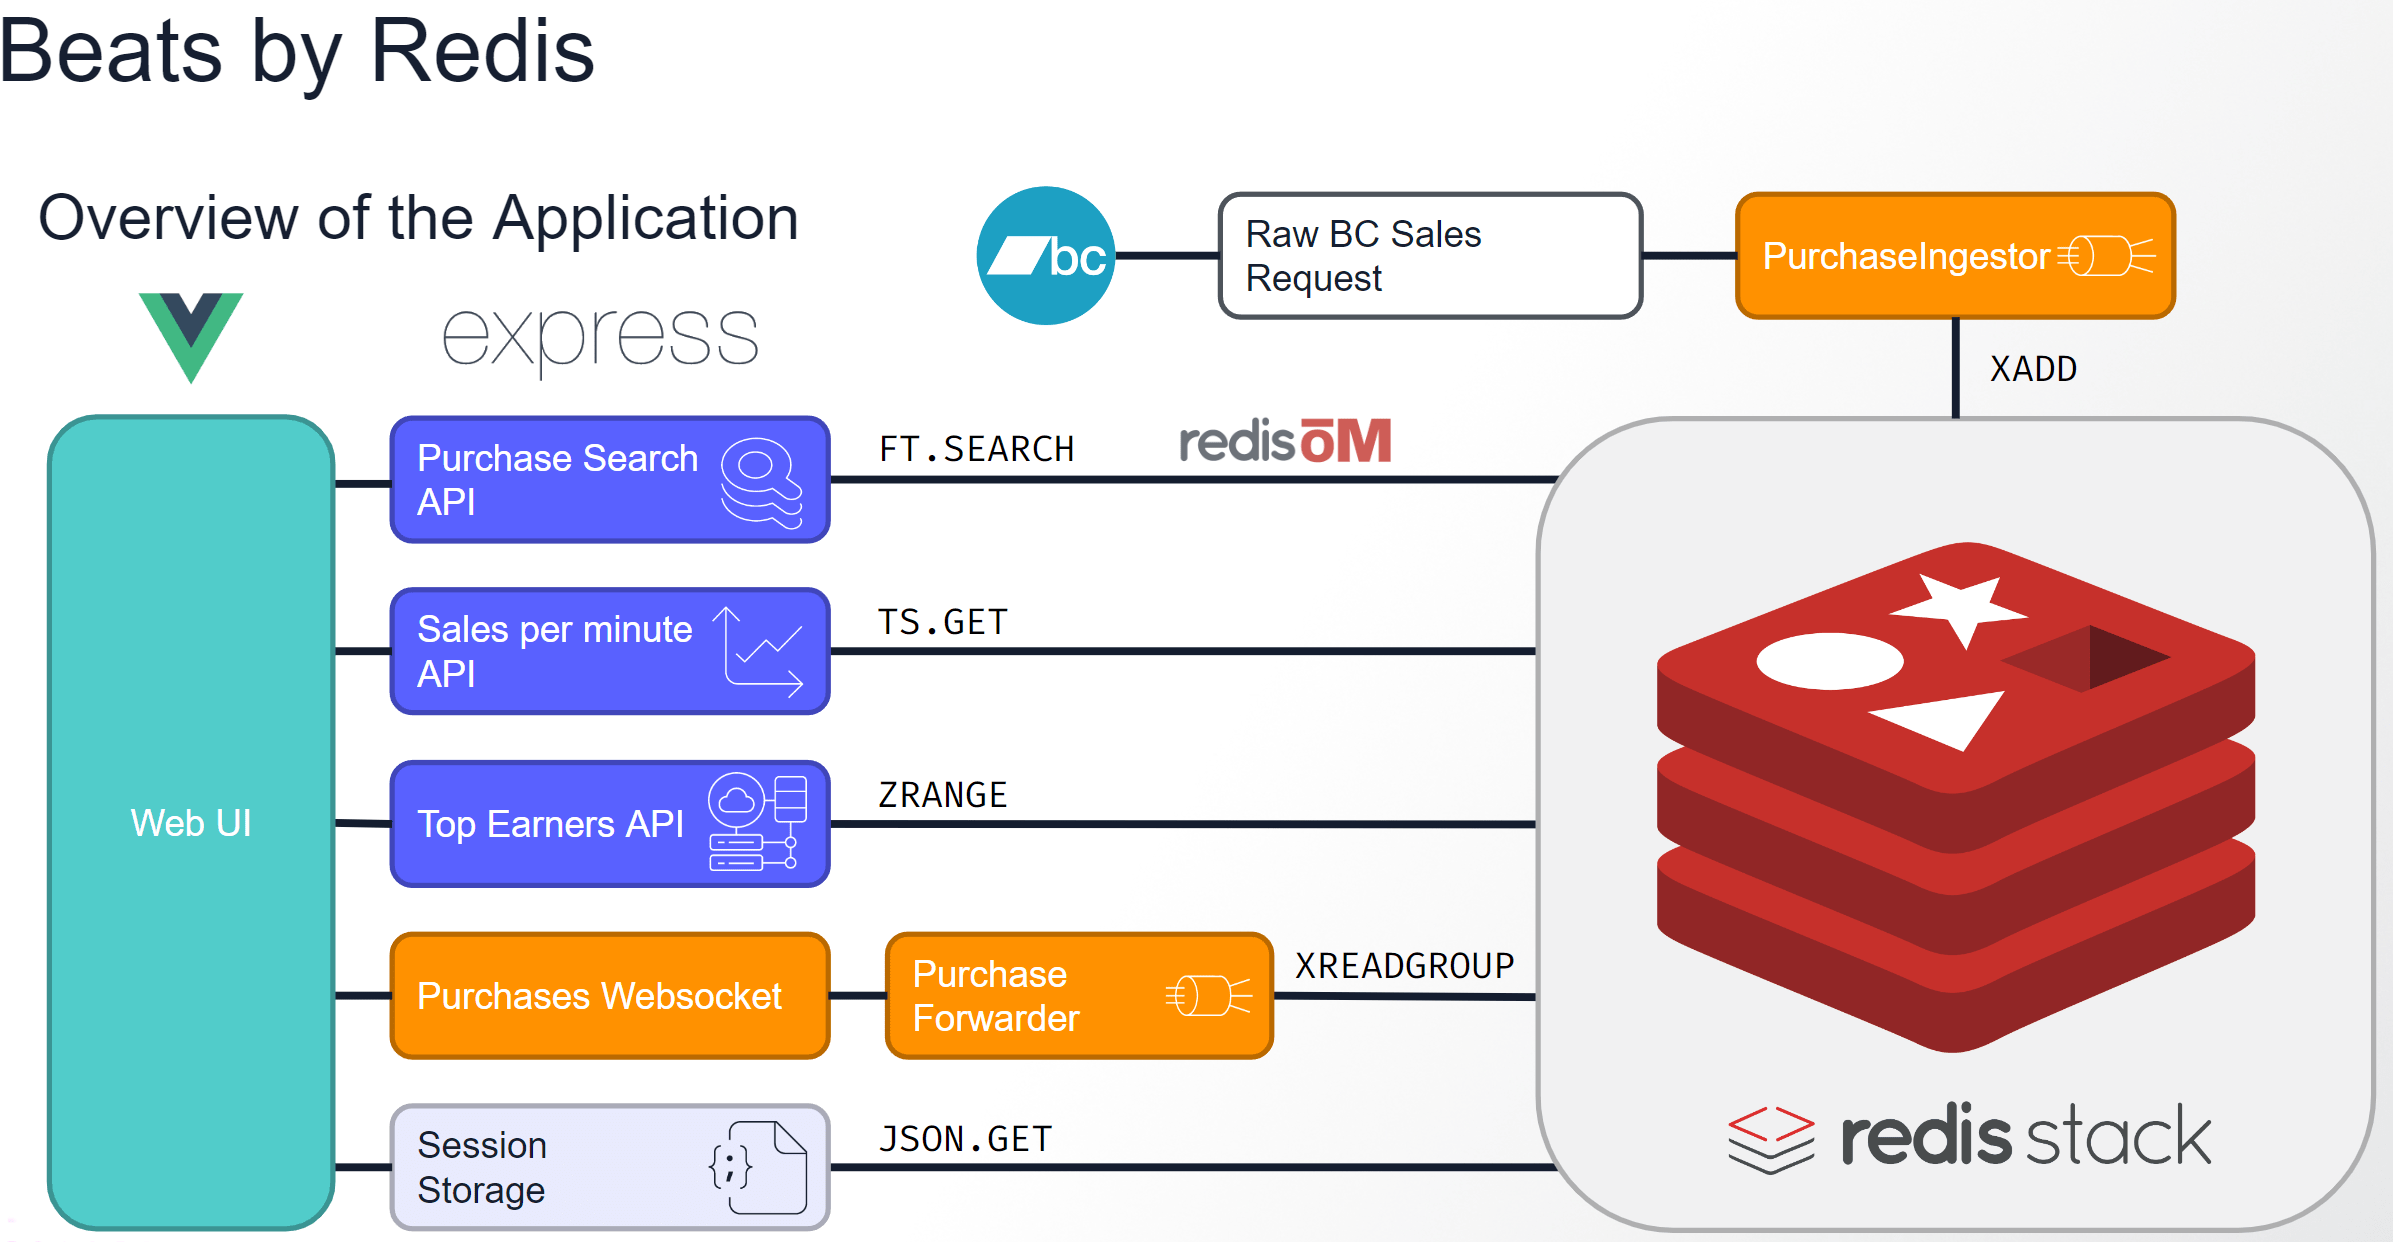 Beats by Redis
Overview of the Application
bc
Raw BC Sales
Request
PurchaseIngestor
XADD
express
Web UI
Purchase Search
API
FT.SEARCH
redis ōM
Sales per minute
API
TS.GET
Top Earners API
ZRANGE
Purchases Websocket
Purchase
Forwarder
XREADGROUP
Session
Storage
{;}
JSON.GET
redis stack